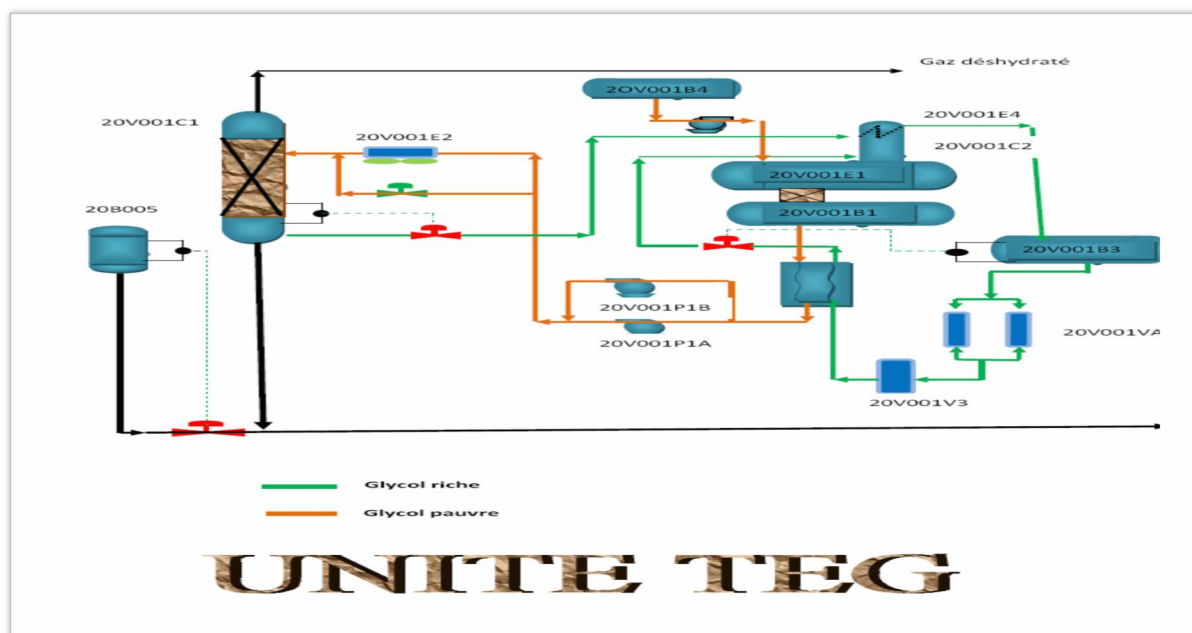 Gaz déshydraté
2OV001B4
20V001C1
20V001E4
20V001E2
20V001C2
20V001E1
20B005
20V001B1
20V001B3
20V001P1B
20V001VA
20V001P1A
20V001V3
Glycol riche
Glycol pauvre
UNITE TEG